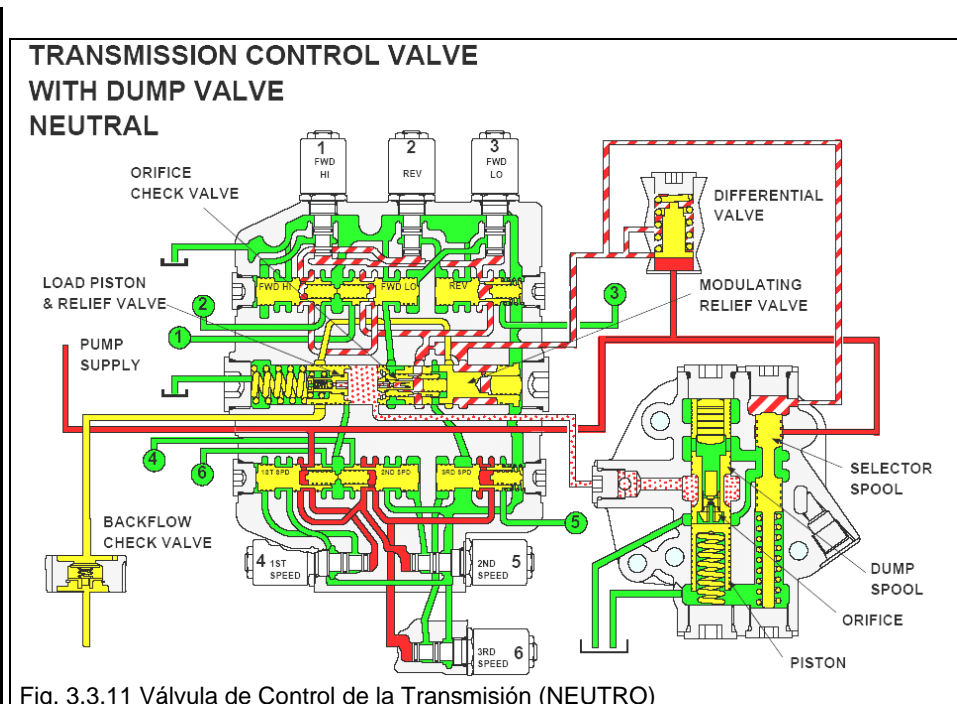 TRANSMISSION CONTROL VALVE
WITH DUMP VALVE
NEUTRAL
1
FWD
HI
2
REV
3
FWD
LO
ORIFICE
CHECK VALVE
DIFFERENTIAL
VALVE
LOAD PISTON
& RELIEF VALVE
2
FWD HI
FWD LO
REV
3
MODULATING
RELIEF VALVE
1
PUMP
SUPPLY
4
6
1ST SPD
2ND SPD
3RD SPD
5
SELECTOR
SPOOL
BACKFLOW
CHECK VALVE
4 1ST
SPEED
2ND 5
SPEED
DUMP
SPOOL
ORIFICE
3RD 6
SPEED
PISTON
Fig. 3.3.11 Válvula de Control de la Transmisión (NEUTRO)